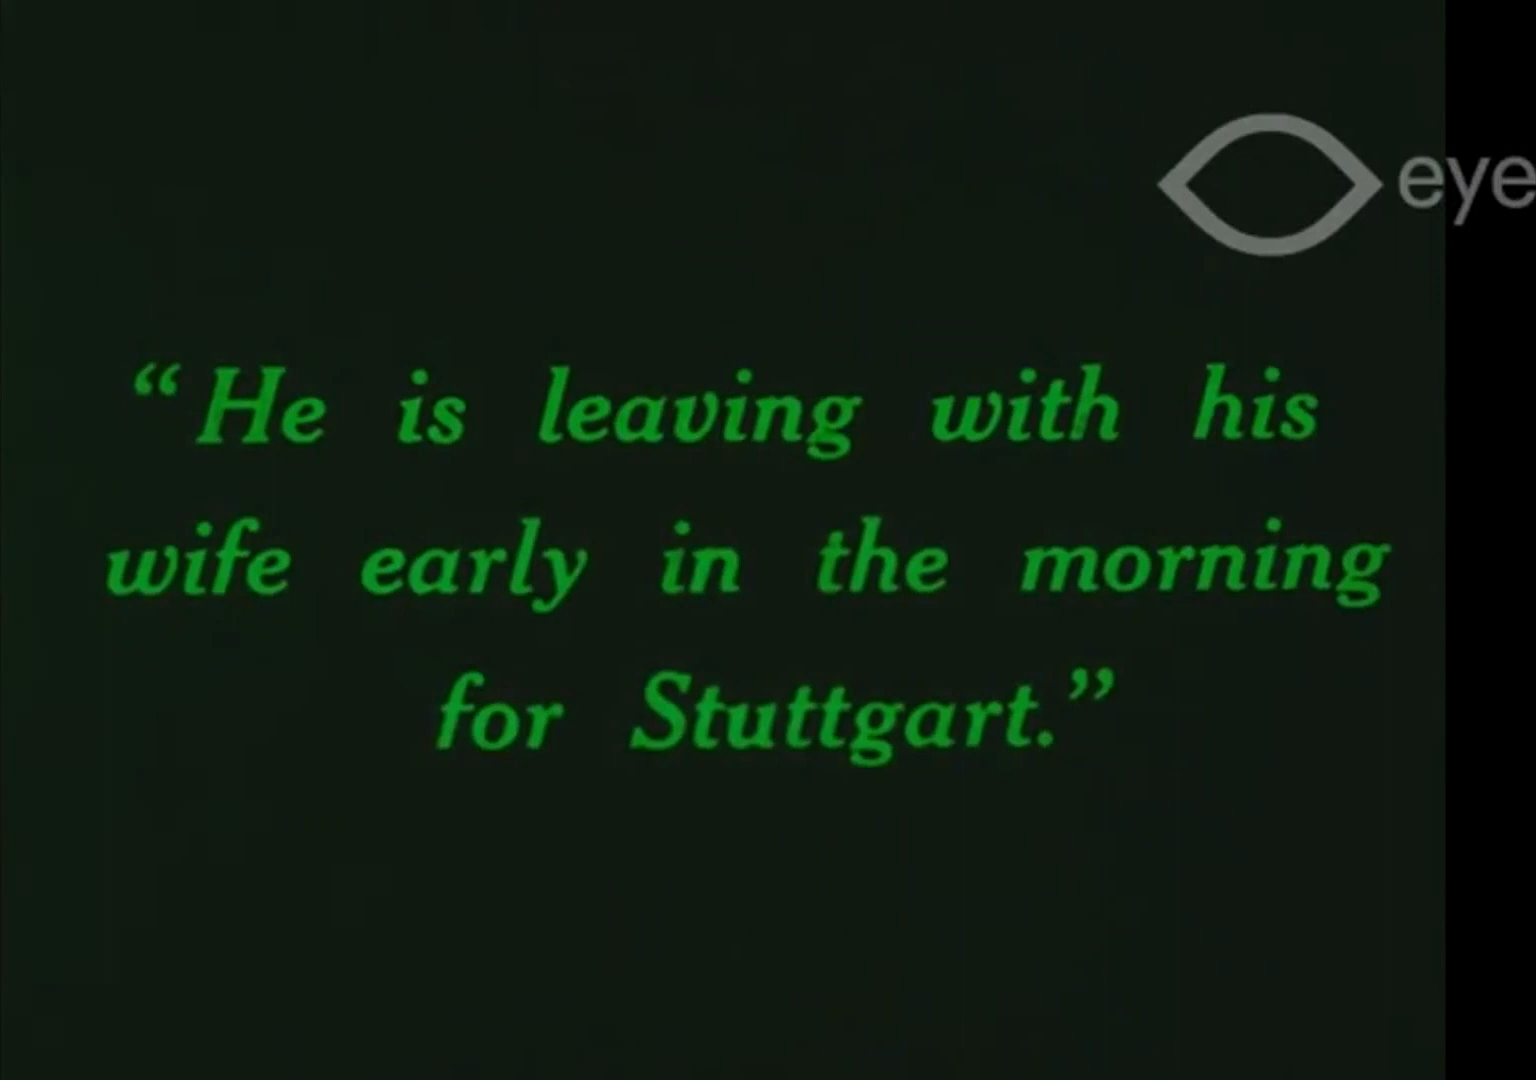 eye
“He is leaving with his
wife early in the morning
for Stuttgart.”